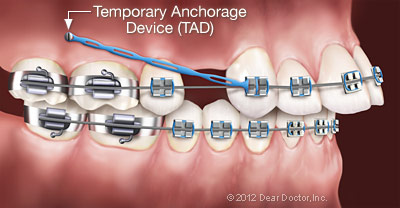 Temporary Anchorage
Device (TAD)
© 2012 Dear Doctor, Inc.